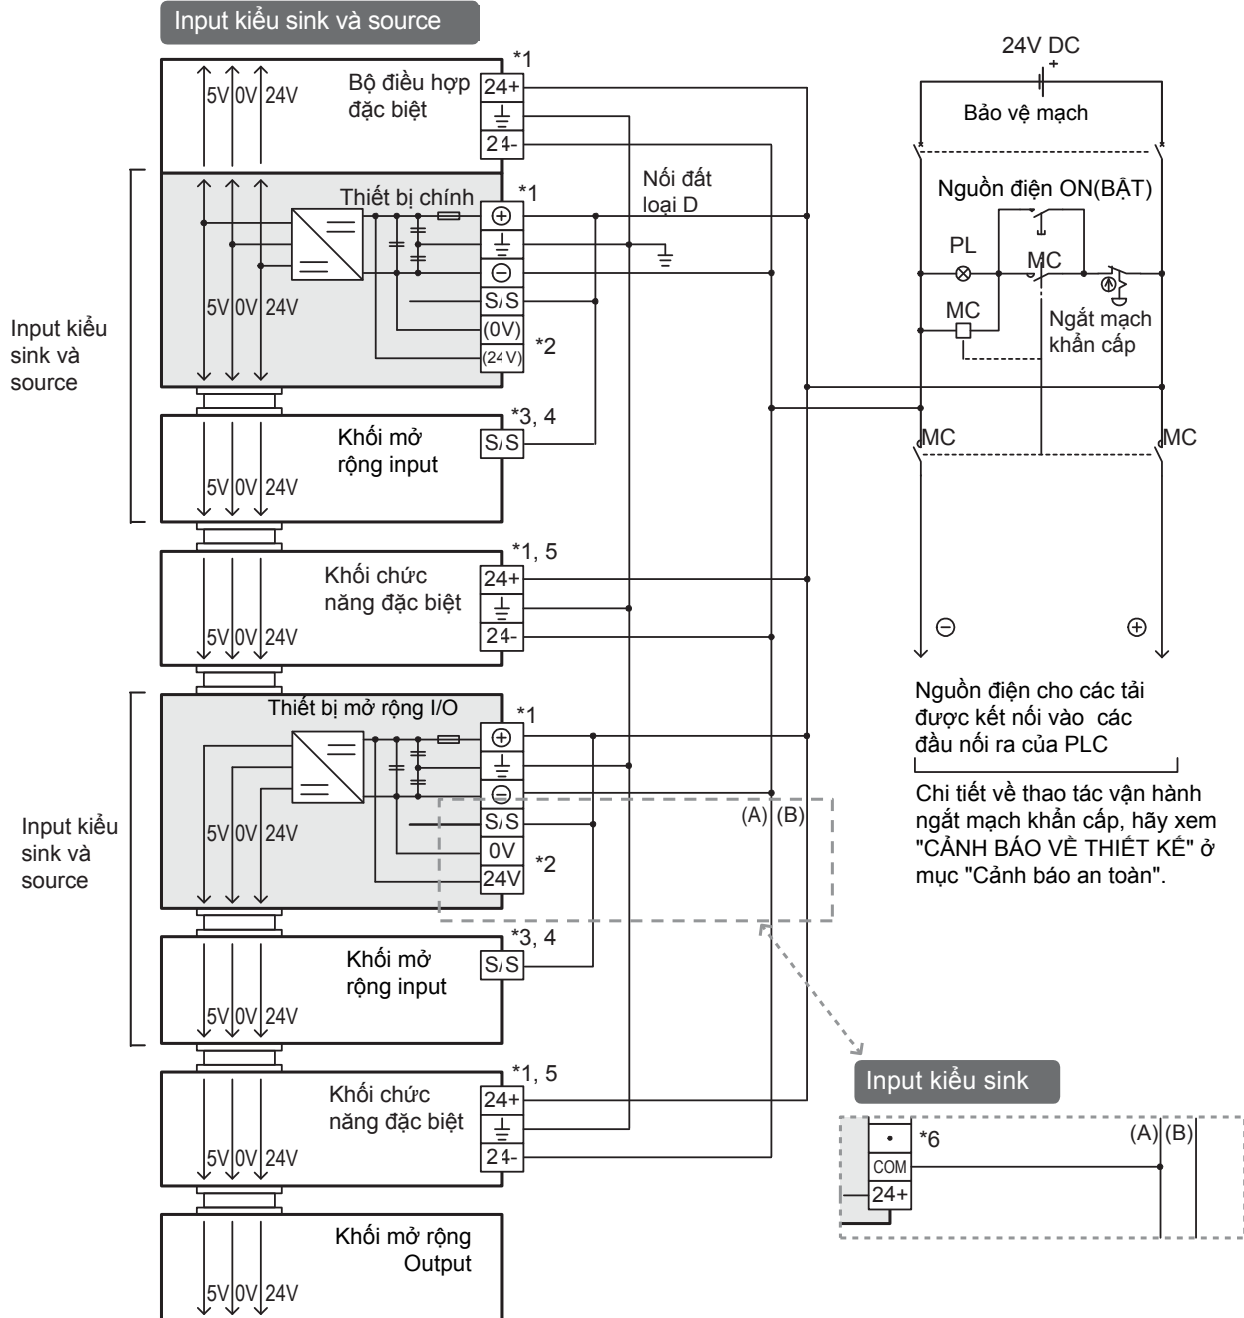 Input kiểu sink và source
*1
Bộ điều hợp
đặc biệt
5V 0V 24V
24+
24-
Input kiểu
sink và
source
Thiết bị chính
*1
Nối đất
loại D
5V 0V 24V
S/S
(0V)
(24V)
*2
*3, 4
Khối mở
rộng input
S/S
5V 0V 24V
*1, 5
Khối chức
năng đặc biệt
24+
24-
5V 0V 24V
Input kiểu
sink và
source
Thiết bị mở rộng I/O
*1
5V 0V 24V
S/S
0V
24V
*2
(A) (B)
*3, 4
Khối mở
rộng input
S/S
5V 0V 24V
*1, 5
Khối chức
năng đặc biệt
24+
24-
5V 0V 24V
Khối mở rộng
Output
5V 0V 24V
24V DC
+
Bảo vệ mạch
Nguồn điện ON(BẬT)
PL
MC
MC
Ngắt mạch
khẩn cấp
MC
MC
Nguồn điện cho các tải
được kết nối vào các
đầu nối ra của PLC
Chi tiết về thao tác vận hành
ngắt mạch khẩn cấp, hãy xem
"CẢNH BÁO VỀ THIẾT KẾ" ở
mục "Cảnh báo an toàn".
Input kiểu sink
*6
COM
24+
(A) (B)